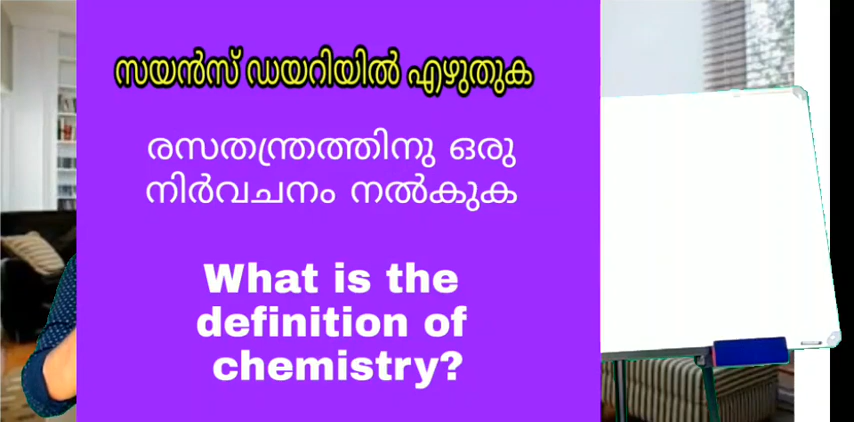 സയൻസ് ഡയറിയിൽ എഴുതുക
രസതന്ത്രത്തിനു ഒരു
നിർവചനം നൽകുക
What is the
definition of
chemistry?